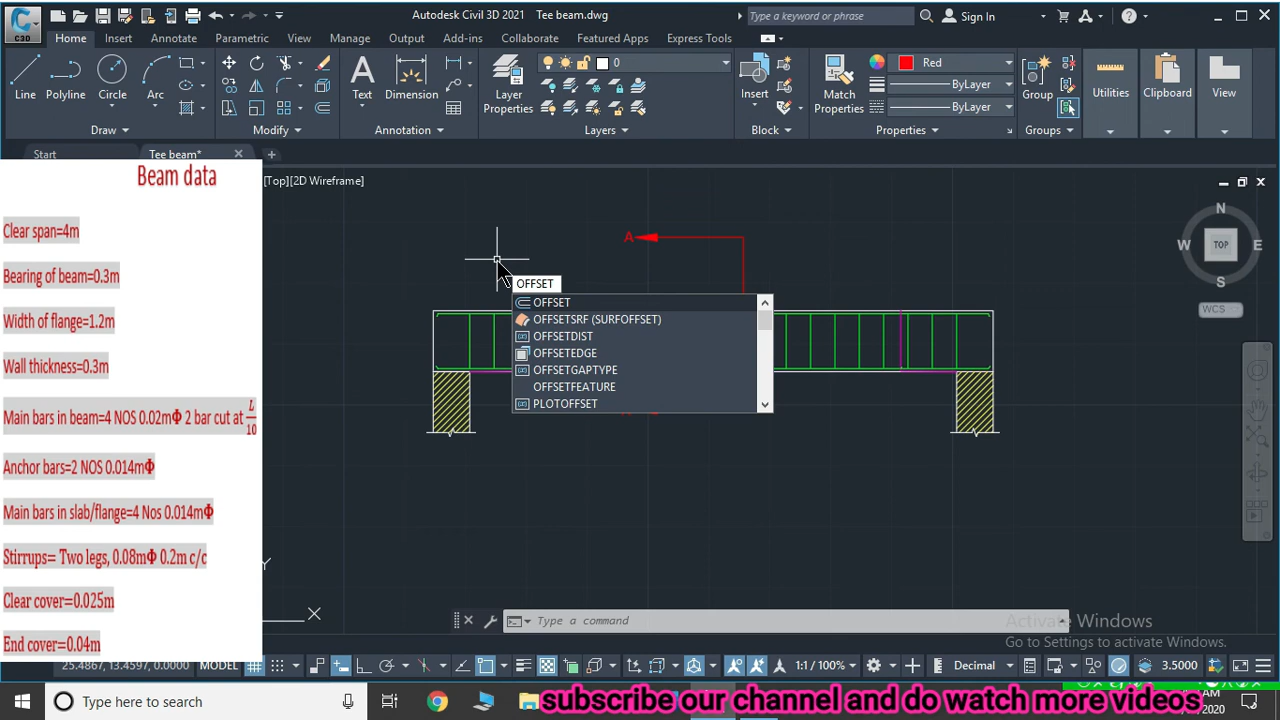 C3D
Autodesk Civil 3D 2021 Tee beam.dwg
Type a keyword or phrase
Sign In
Home Insert Annotate Parametric View Manage Output Add-ins Collaborate Featured Apps Express Tools
Line Polyline Circle Arc
Text Dimension
Layer Properties
0
Insert
Match Properties
Red
ByLayer
ByLayer
Group
Utilities Clipboard View
Draw Modify Annotation Layers Block Properties Groups
Start Tee beam*
[Top][2D Wireframe]
Beam data
Clear span=4m
Bearing of beam=0.3m
Width of flange=1.2m
Wall thickness=0.3m
Main bars in beam=4 NOS 0.02mΦ 2 bar cut at L/10
Anchor bars=2 NOS 0.014mΦ
Main bars in slab/flange=4 Nos 0.014mΦ
Stirrups= Two legs, 0.08mΦ 0.2m c/c
Clear cover=0.025m
End cover=0.04m
A
N
W TOP E
S
WCS
OFFSET
OFFSET
OFFSETSRF (SURFOFFSET)
OFFSETDIST
OFFSETEDGE
OFFSETGAPTYPE
OFFSETFEATURE
PLOTOFFSET
Y
Type a command
Activate Windows
Go to Settings to activate Windows.
25.4867, 13.4597, 0.0000 MODEL
1:1 / 100%
Decimal
3.5000
Type here to search
subscribe our channel and do watch more videos